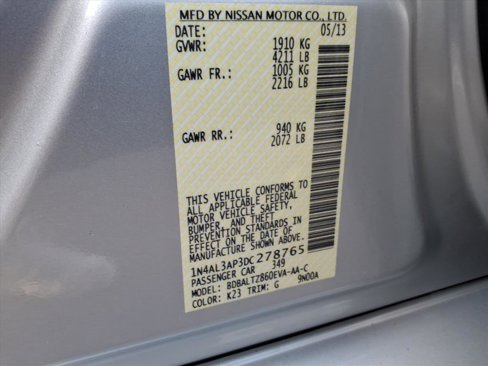 MFD BY NISSAN MOTOR CO., LTD.
DATE: 05/13
GVWR: 1910 KG
4211 LB
GAWR FR.: 1005 KG
2216 LB
GAWR RR.: 940 KG
2072 LB
THIS VEHICLE CONFORMS TO
ALL APPLICABLE FEDERAL
MOTOR VEHICLE SAFETY,
BUMPER, AND THEFT
PREVENTION STANDARDS IN
EFFECT ON THE DATE OF
MANUFACTURE SHOWN ABOVE.
1N4AL3AP3DC278765
PASSENGER CAR 349
MODEL: BDBALTZ860EVA-AA-C
COLOR: K23 TRIM: G 9N00A